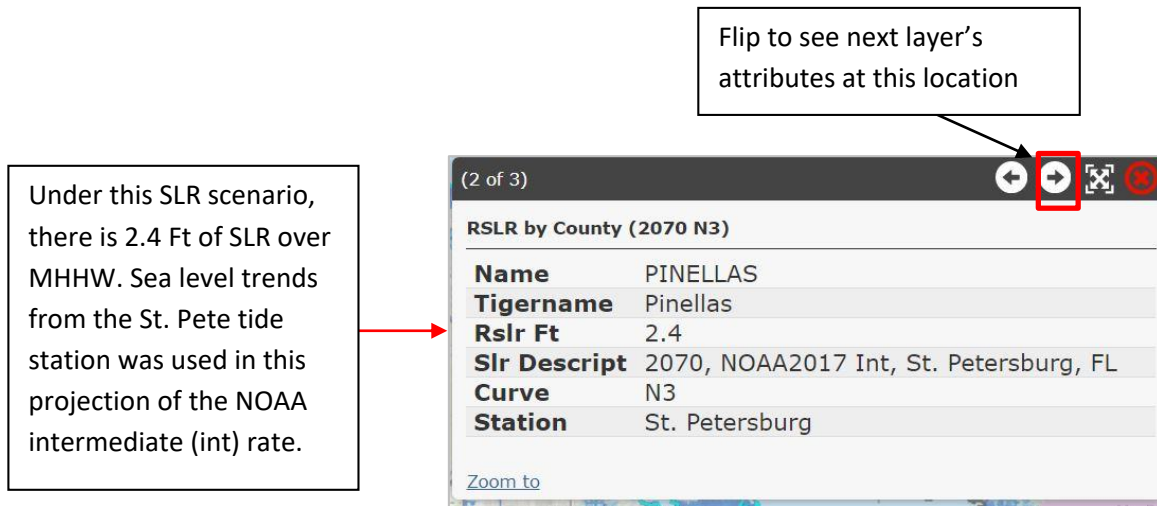 Flip to see next layer’s
attributes at this location
Under this SLR scenario,
there is 2.4 Ft of SLR over
MHHW. Sea level trends
from the St. Pete tide
station was used in this
projection of the NOAA
intermediate (int) rate.
(2 of 3)
RSLR by County (2070 N3)
Name PINELLAS
Tigername Pinellas
Rslr Ft 2.4
Slr Descript 2070, NOAA2017 Int, St. Petersburg, FL
Curve N3
Station St. Petersburg
Zoom to